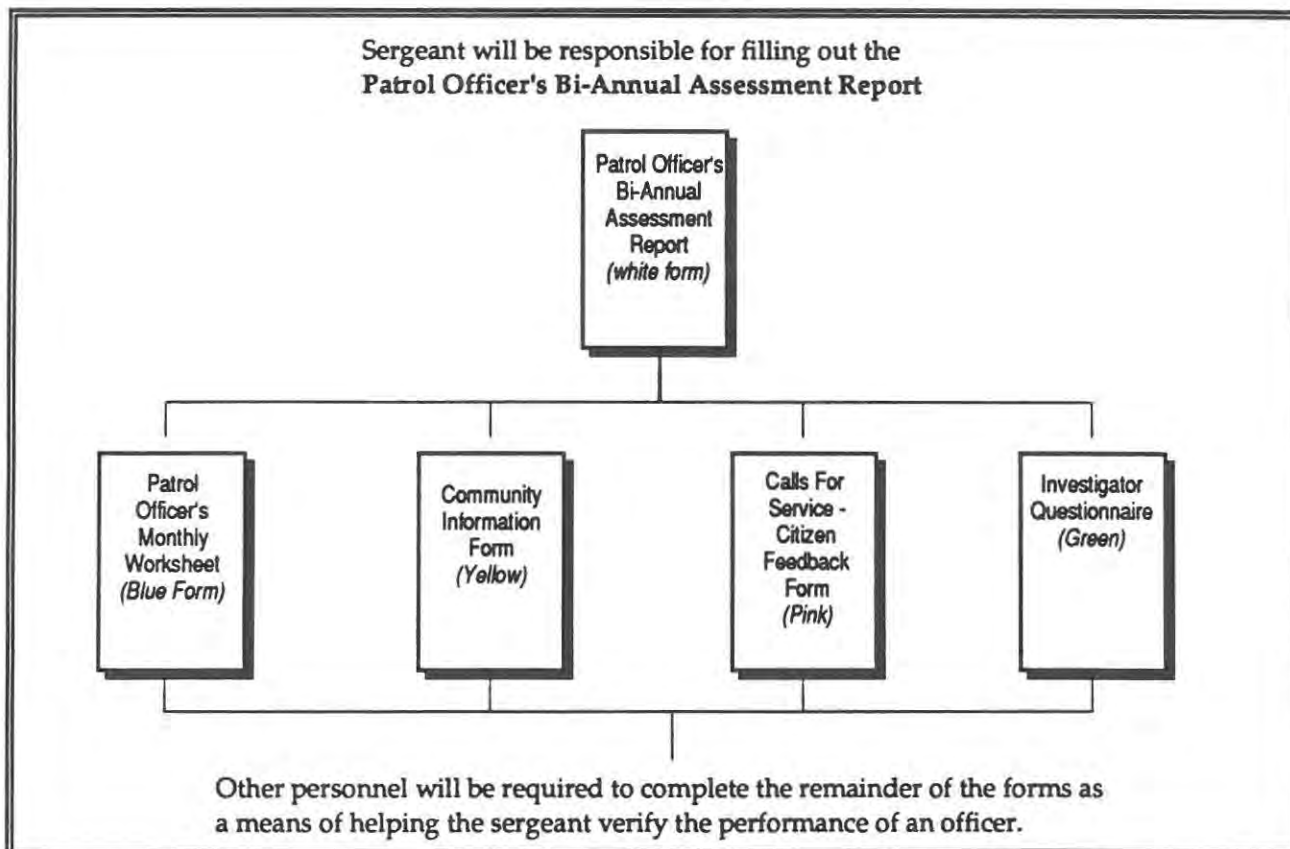 Sergeant will be responsible for filling out the
Patrol Officer's Bi-Annual Assessment Report
Patrol Officer's
Bi-Annual
Assessment
Report
(white form)
Patrol
Officer's
Monthly
Worksheet
(Blue Form)
Community
Information
Form
(Yellow)
Calls For
Service -
Citizen
Feedback
Form
(Pink)
Investigator
Questionnaire
(Green)
Other personnel will be required to complete the remainder of the forms as
a means of helping the sergeant verify the performance of an officer.